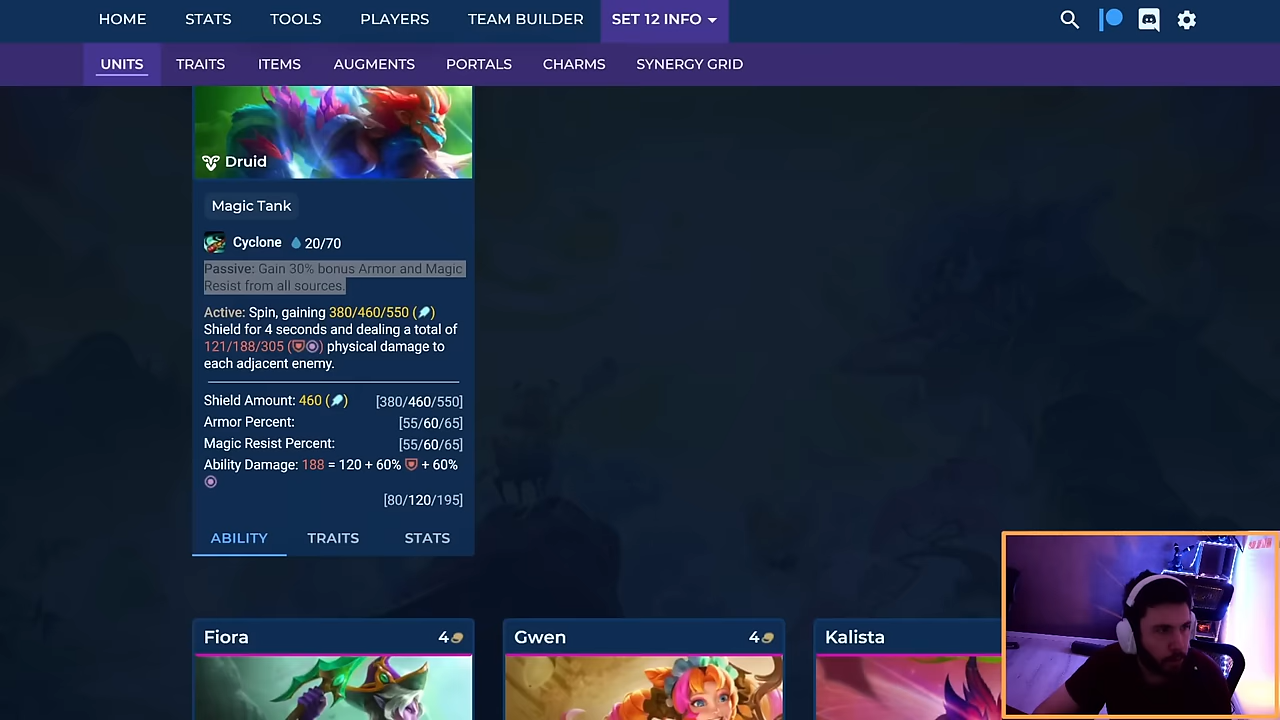 HOME STATS TOOLS PLAYERS TEAM BUILDER SET 12 INFO
UNITS TRAITS ITEMS AUGMENTS PORTALS CHARMS SYNERGY GRID
Druid
Magic Tank
Cyclone 20/70
Passive: Gain 30% bonus Armor and Magic
Resist from all sources.
Active: Spin, gaining 380/460/550 ( )
Shield for 4 seconds and dealing a total of
121/188/305 ( ) physical damage to
each adjacent enemy.
Shield Amount: 460 ( ) [380/460/550]
Armor Percent: [55/60/65]
Magic Resist Percent: [55/60/65]
Ability Damage: 188 = 120 + 60% + 60%
[80/120/195]
ABILITY TRAITS STATS
Fiora 4 Gwen 4 Kalista